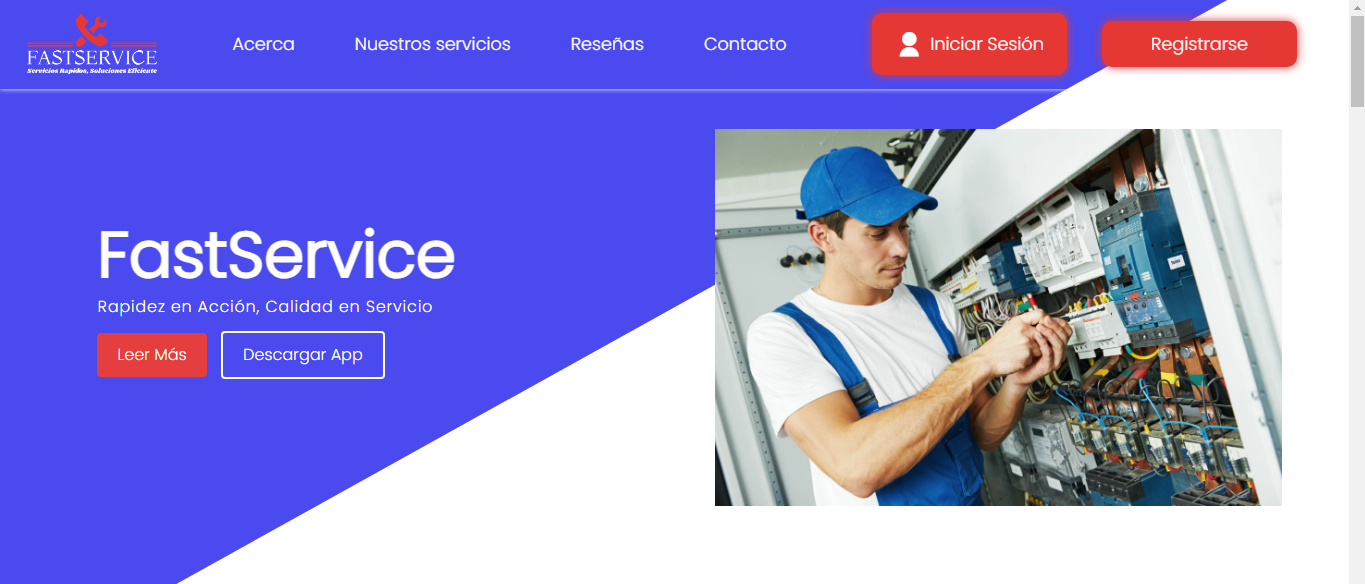 FASTSERVICE
Servicios Rapidos, Soluciones Eficiente
Acerca
Nuestros servicios
Reseñas
Contacto
Iniciar Sesión
Registrarse
FastService
Rapidez en Acción, Calidad en Servicio
Leer Más
Descargar App